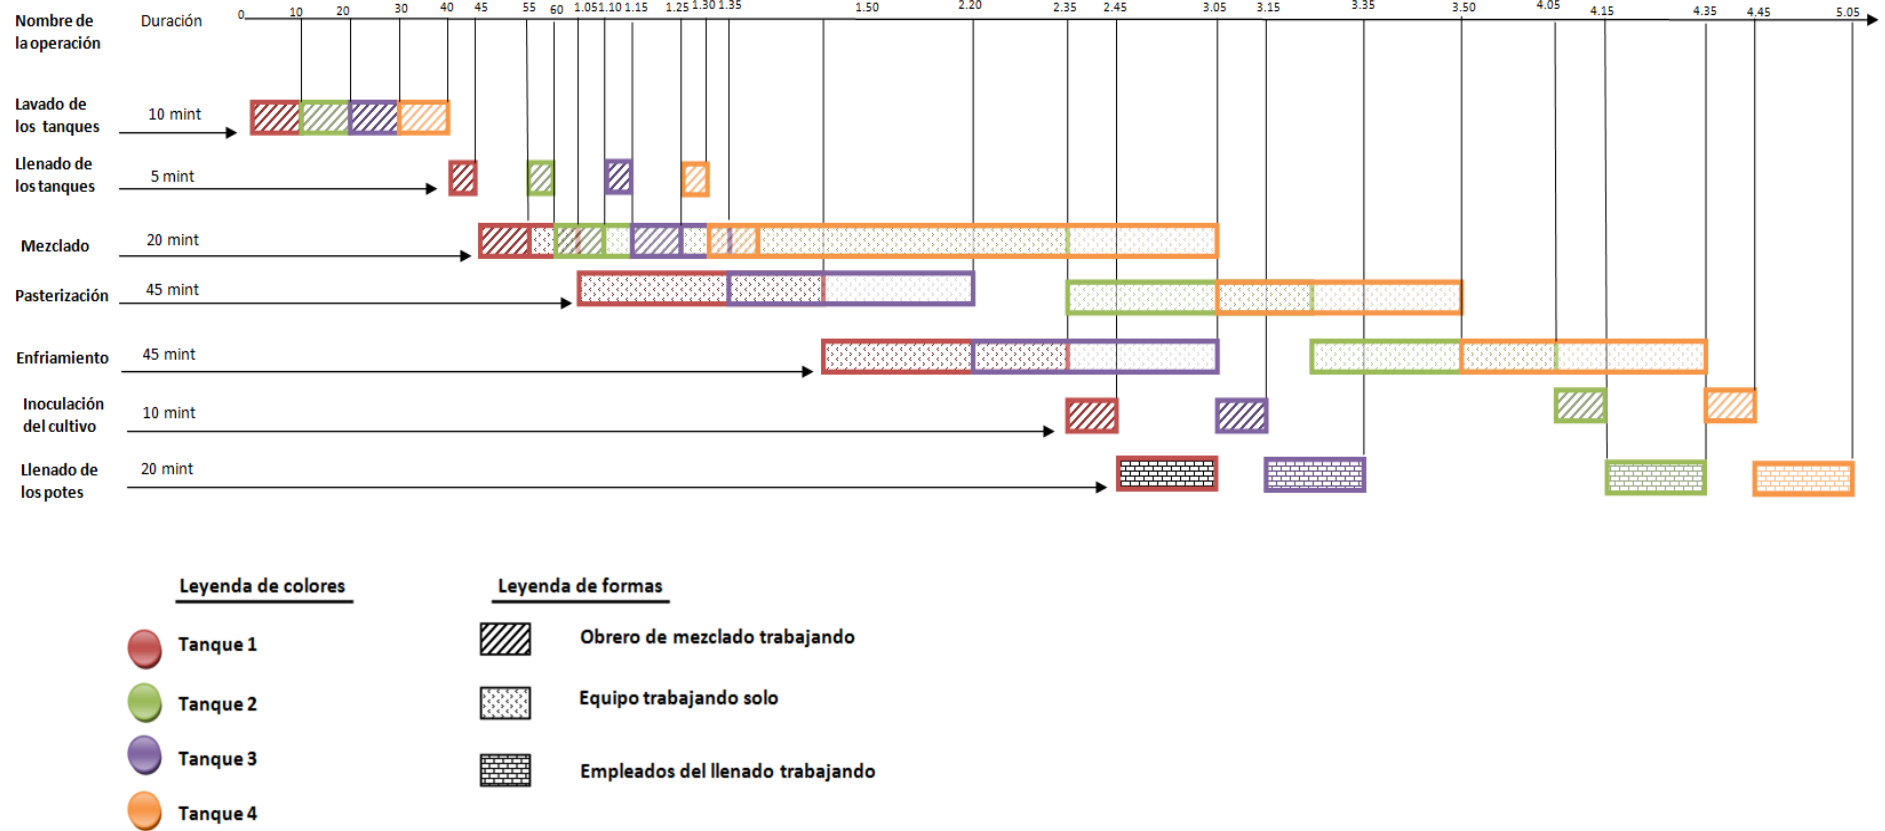 Nombre de
la operación
Duración
0 10 20 30 40 45 55 60 1.05 1.10 1.15 1.25 1.30 1.35 1.50 2.20 2.35 2.45 3.05 3.15 3.35 3.50 4.05 4.15 4.35 4.45 5.05
Lavado de
los tanques
10 mint
Llenado de
los tanques
5 mint
Mezclado
20 mint
Pasterización
45 mint
Enfriamiento
45 mint
Inoculación
del cultivo
10 mint
Llenado de
los potes
20 mint
Leyenda de colores
Tanque 1
Tanque 2
Tanque 3
Tanque 4
Leyenda de formas
Obrero de mezclado trabajando
Equipo trabajando solo
Empleados del llenado trabajando